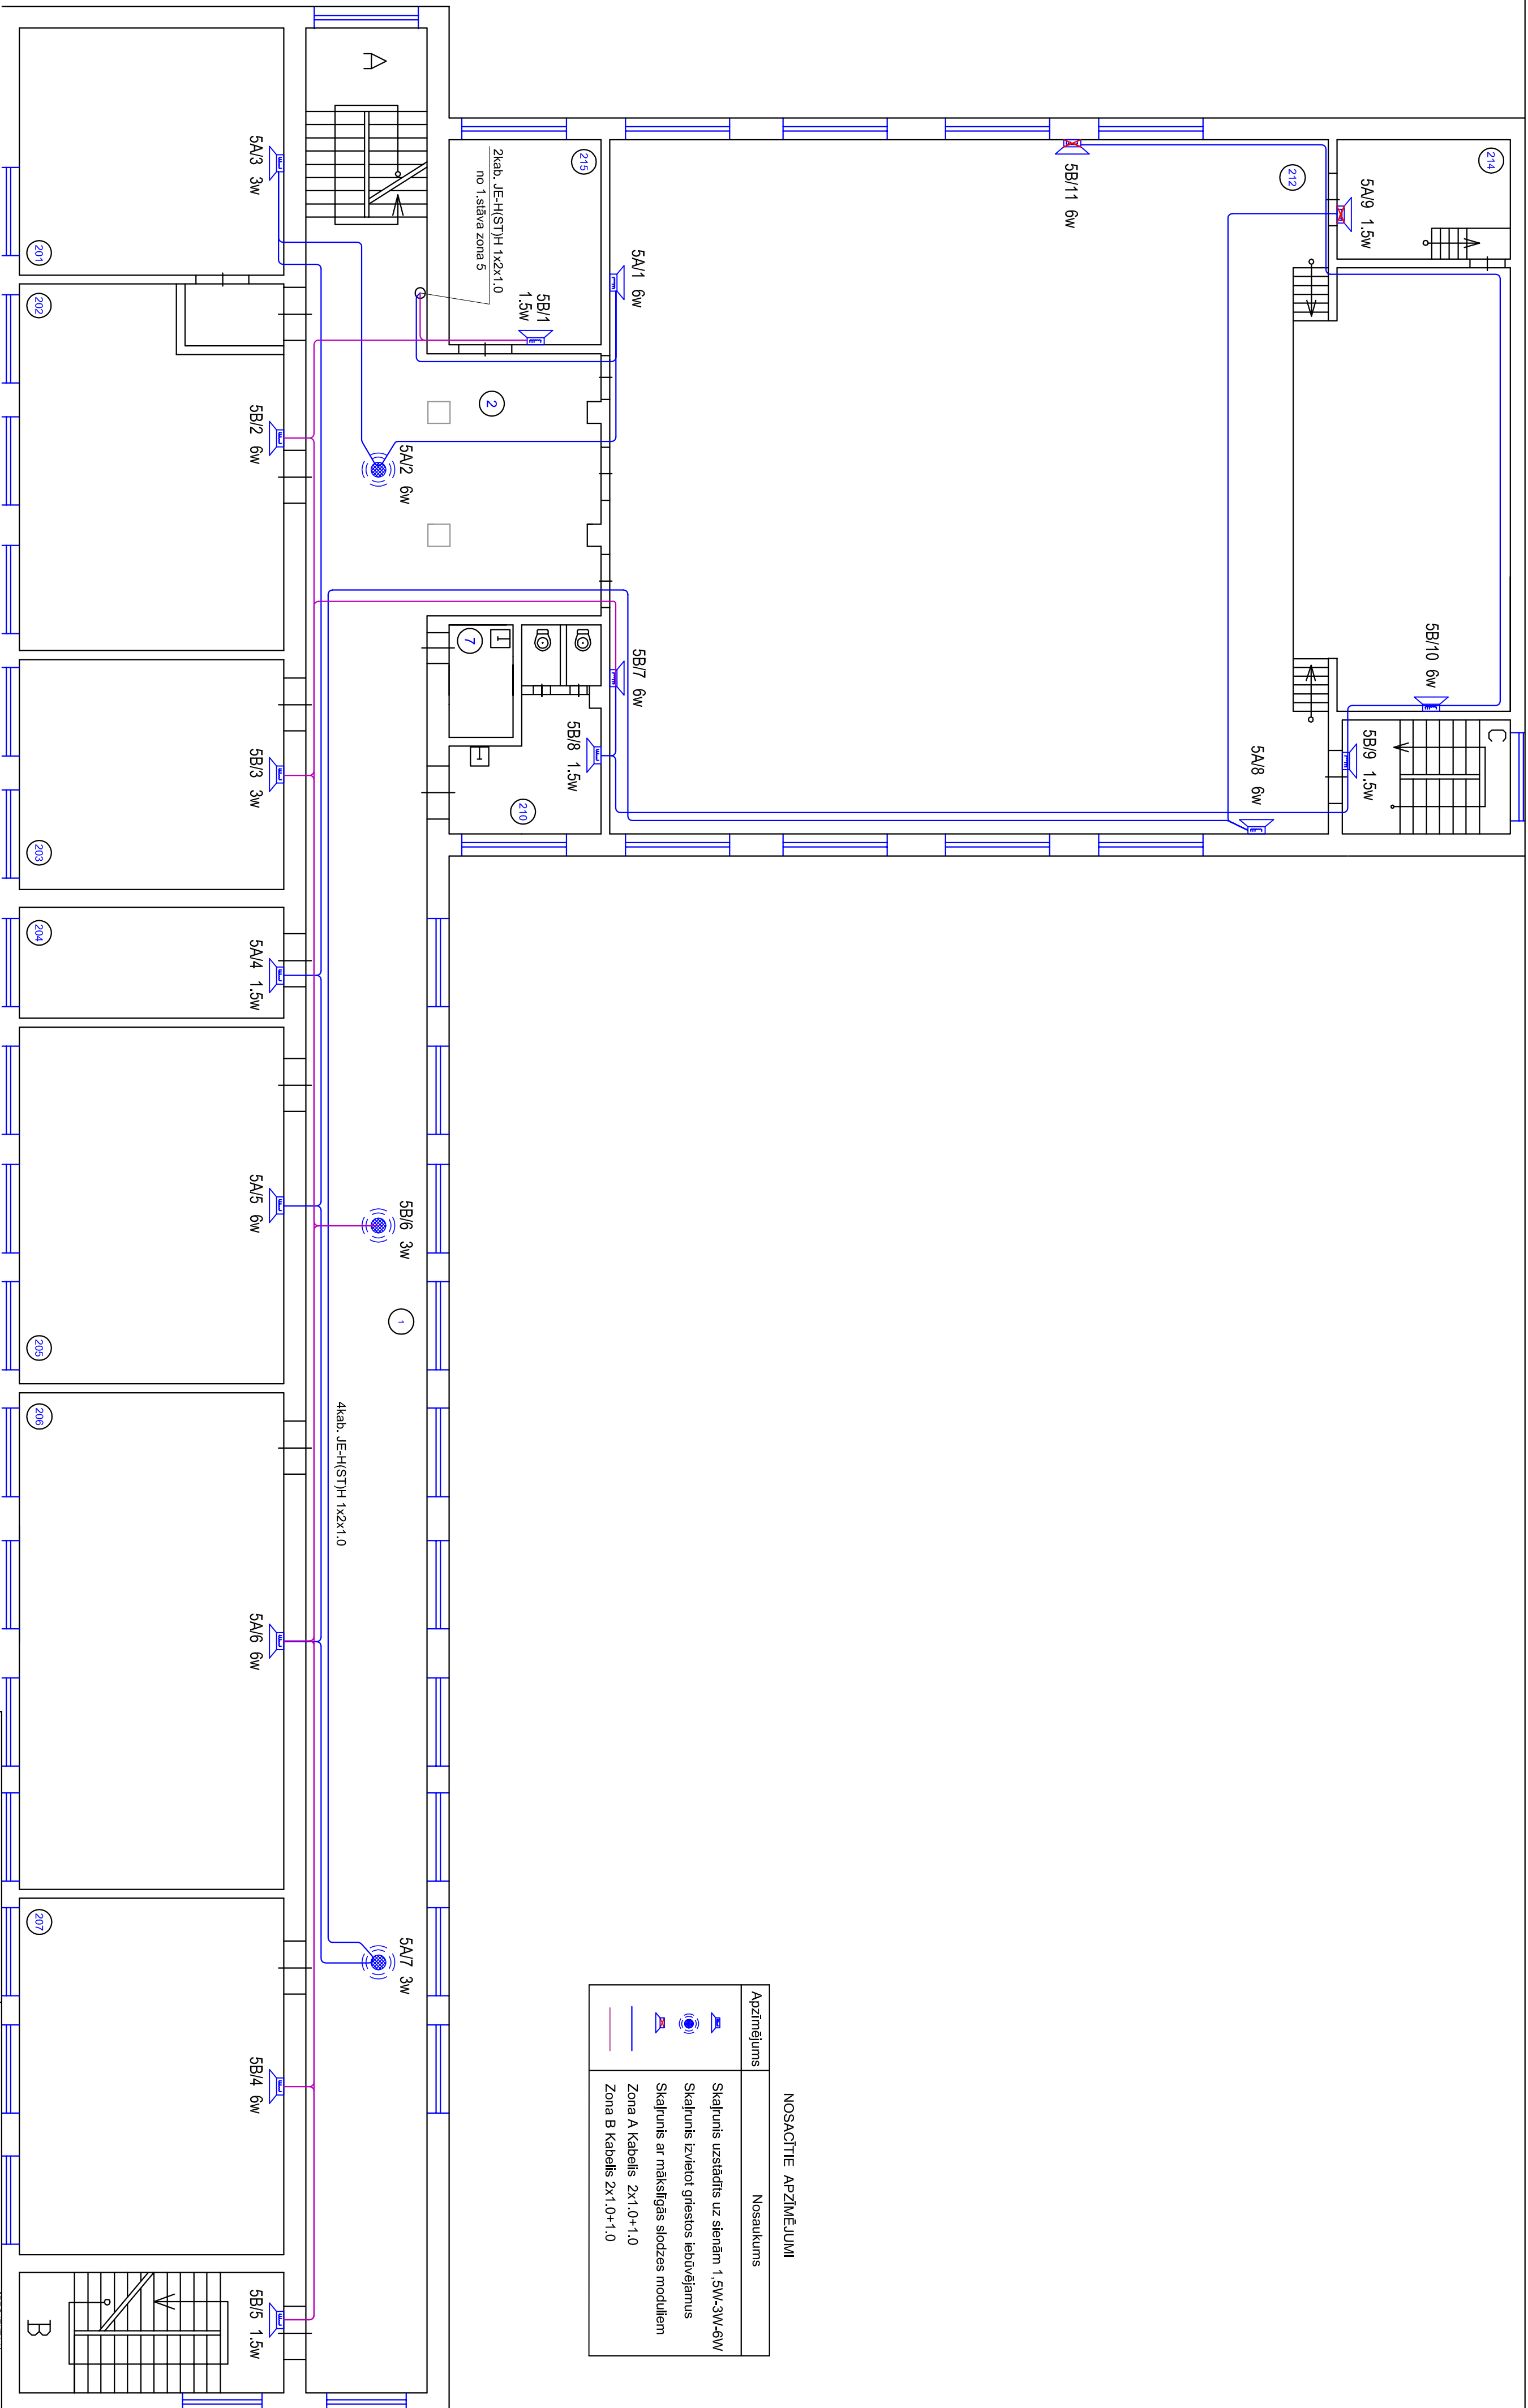 A
5A/3 3w
201
202
5B/2 6w
5B/3 3w
203
204
5A/4 1.5w
5A/5 6w
205
206
5A/6 6w
207
5B/4 6w
5B/5 1.5w
B
2kab. JE-H(ST)H 1x2x1.0
no 1.stāva zona 5
215
5B/1
1.5w
5A/1 6w
2
5A/2 6w
7
5B/7 6w
5B/8 1.5w
210
5B/6 3w
1
4kab. JE-H(ST)H 1x2x1.0
5A/7 3w
5B/11 6w
212
214
5A/9 1.5w
5B/10 6w
5B/9 1.5w
5A/8 6w
C
NOSACĪTIE APZĪMĒJUMI
Apzīmējums
Nosaukums
Skaļrunis uzstādīts uz sienām 1,5W-3W-6W
Skaļrunis izvietot griestos iebūvējamus
Skaļrunis ar mākslīgās slodzes moduliem
Zona A Kabelis 2x1.0+1.0
Zona B Kabelis 2x1.0+1.0